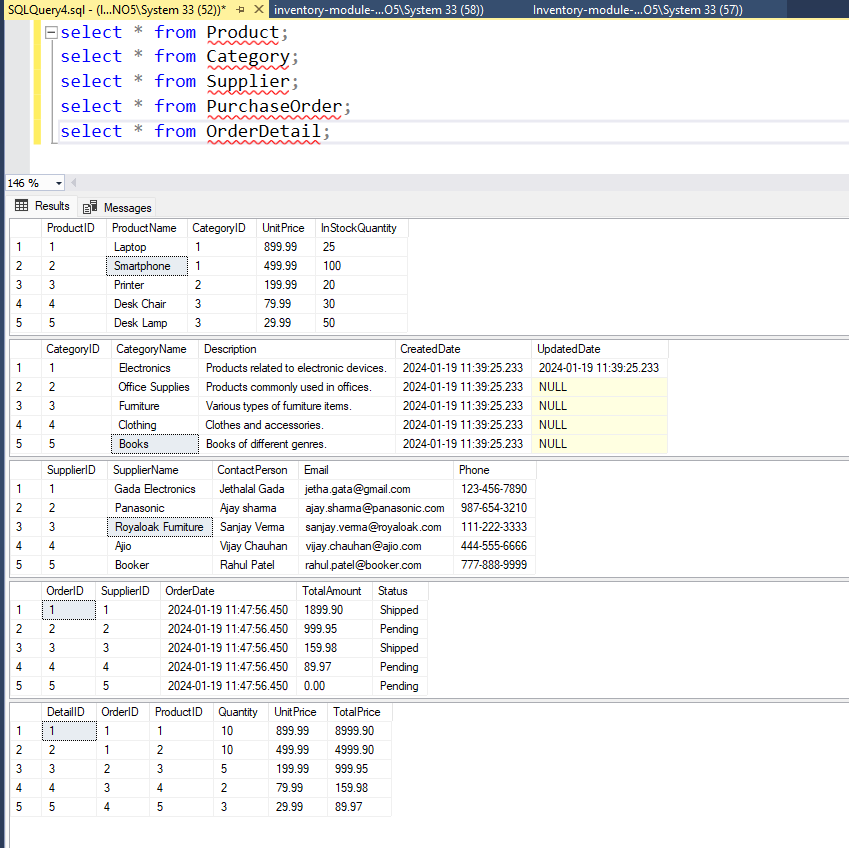 SQLQuery4.sql - (l...NO5\System 33 (52))* inventory-module-...O5\System 33 (58)) Inventory-module-...O5\System 33 (57))
select * from Product;
select * from Category;
select * from Supplier;
select * from PurchaseOrder;
select * from OrderDetail;
146 %
Results Messages
ProductID ProductName CategoryID UnitPrice InStockQuantity
1 1 Laptop 1 899.99 25
2 2 Smartphone 1 499.99 100
3 3 Printer 2 199.99 20
4 4 Desk Chair 3 79.99 30
5 5 Desk Lamp 3 29.99 50
CategoryID CategoryName Description CreatedDate UpdatedDate
1 1 Electronics Products related to electronic devices. 2024-01-19 11:39:25.233 2024-01-19 11:39:25.233
2 2 Office Supplies Products commonly used in offices. 2024-01-19 11:39:25.233 NULL
3 3 Furniture Various types of furniture items. 2024-01-19 11:39:25.233 NULL
4 4 Clothing Clothes and accessories. 2024-01-19 11:39:25.233 NULL
5 5 Books Books of different genres. 2024-01-19 11:39:25.233 NULL
SupplierID SupplierName ContactPerson Email Phone
1 1 Gada Electronics Jethalal Gada jetha.gata@gmail.com 123-456-7890
2 2 Panasonic Ajay sharma ajay.sharma@panasonic.com 987-654-3210
3 3 Royaloak Furniture Sanjay Verma sanjay.verma@royaloak.com 111-222-3333
4 4 Ajio Vijay Chauhan vijay.chauhan@ajio.com 444-555-6666
5 5 Booker Rahul Patel rahul.patel@booker.com 777-888-9999
OrderID SupplierID OrderDate TotalAmount Status
1 1 1 2024-01-19 11:47:56.450 1899.90 Shipped
2 2 2 2024-01-19 11:47:56.450 999.95 Pending
3 3 3 2024-01-19 11:47:56.450 159.98 Shipped
4 4 4 2024-01-19 11:47:56.450 89.97 Pending
5 5 5 2024-01-19 11:47:56.450 0.00 Pending
DetailID OrderID ProductID Quantity UnitPrice TotalPrice
1 1 1 1 10 899.99 8999.90
2 2 1 2 10 499.99 4999.90
3 3 2 3 5 199.99 999.95
4 4 3 4 2 79.99 159.98
5 5 4 5 3 29.99 89.97